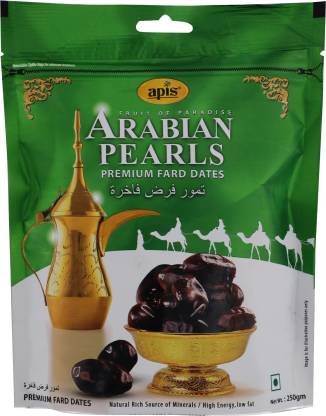 apis
FRUIT OF PARADISE
ARABIAN
PEARLS
PREMIUM FARD DATES
تمور فرض فاخرة
تمور فرض فاخرة
PREMIUM FARD DATES
Natural Rich Source of Minerals / High Energy, low fat
Net Wt.: 250gm